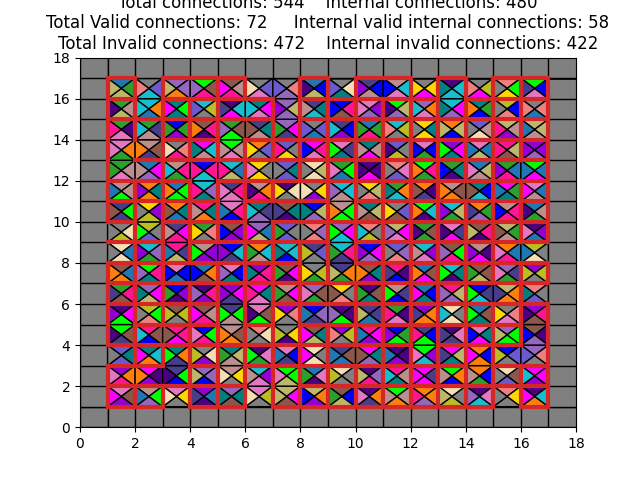 Total connections: 544    Internal connections: 480
Total Valid connections: 72    Internal valid internal connections: 58
Total Invalid connections: 472    Internal invalid connections: 422
18
16
14
12
10
8
6
4
2
0
0 2 4 6 8 10 12 14 16 18